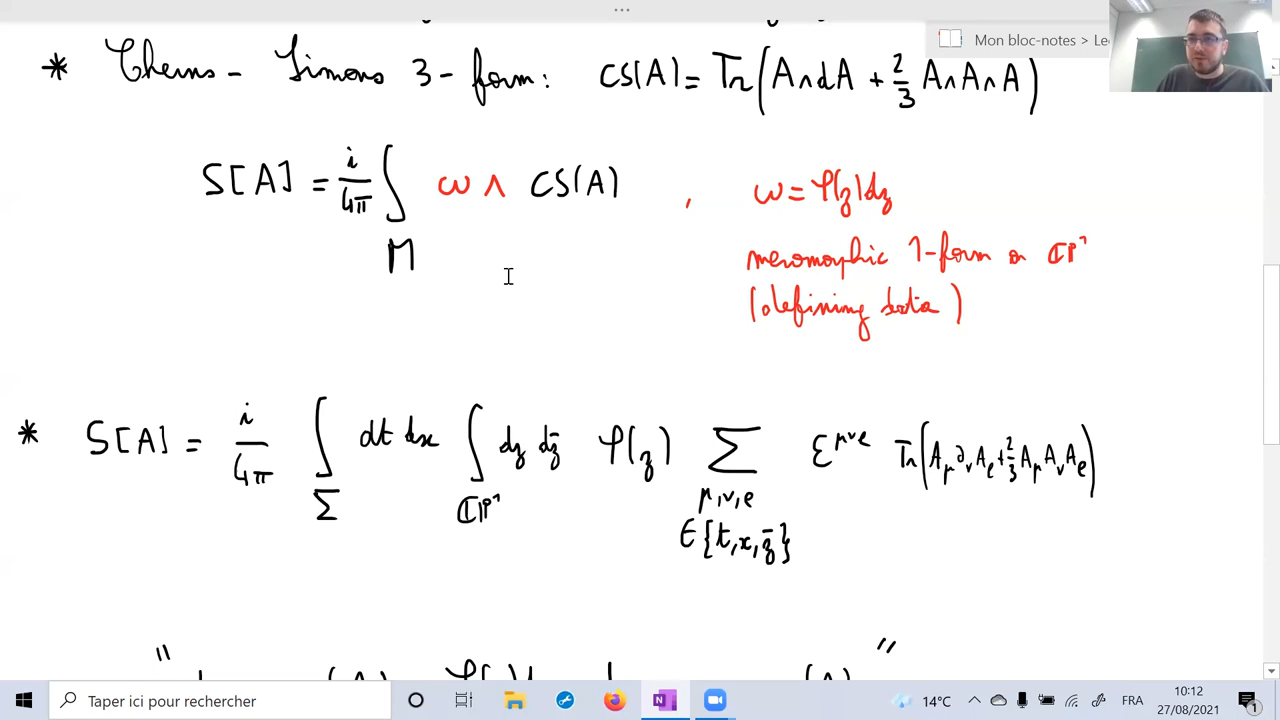 Mon bloc-notes > Le
* Cherns-Simons 3-form: CS(A) = Tr(A∧dA + 2/3 A∧A∧A)
S[A] = i/4π ∫_M ω ∧ CS(A) , ω = φ(z)dz
meromorphic 1-form on ℂP¹
(defining data)
* S[A] = i/4π ∫_Σ dt dx ∫_ℂP¹ dz dz̄ φ(z) Σ_{μ,ν,ρ ∈{t,x,z̄}} ε^{μνρ} Tr(A_μ ∂_ν A_ρ + 2/3 A_μ A_ν A_ρ)
Taper ici pour rechercher
14°C
FRA
10:12
27/08/2021
1